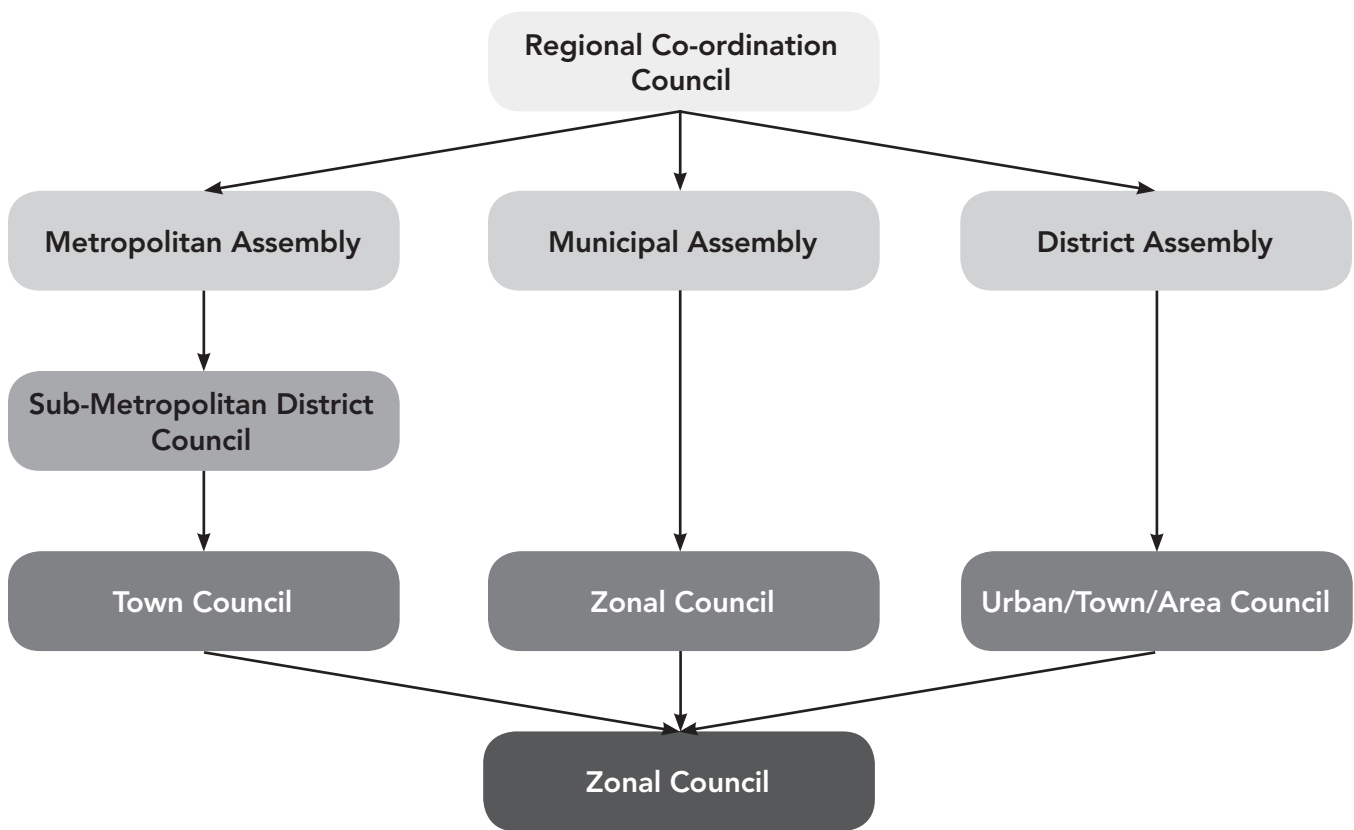 Regional Co-ordination
Council
Metropolitan Assembly
Municipal Assembly
District Assembly
Sub-Metropolitan District
Council
Town Council
Zonal Council
Urban/Town/Area Council
Zonal Council